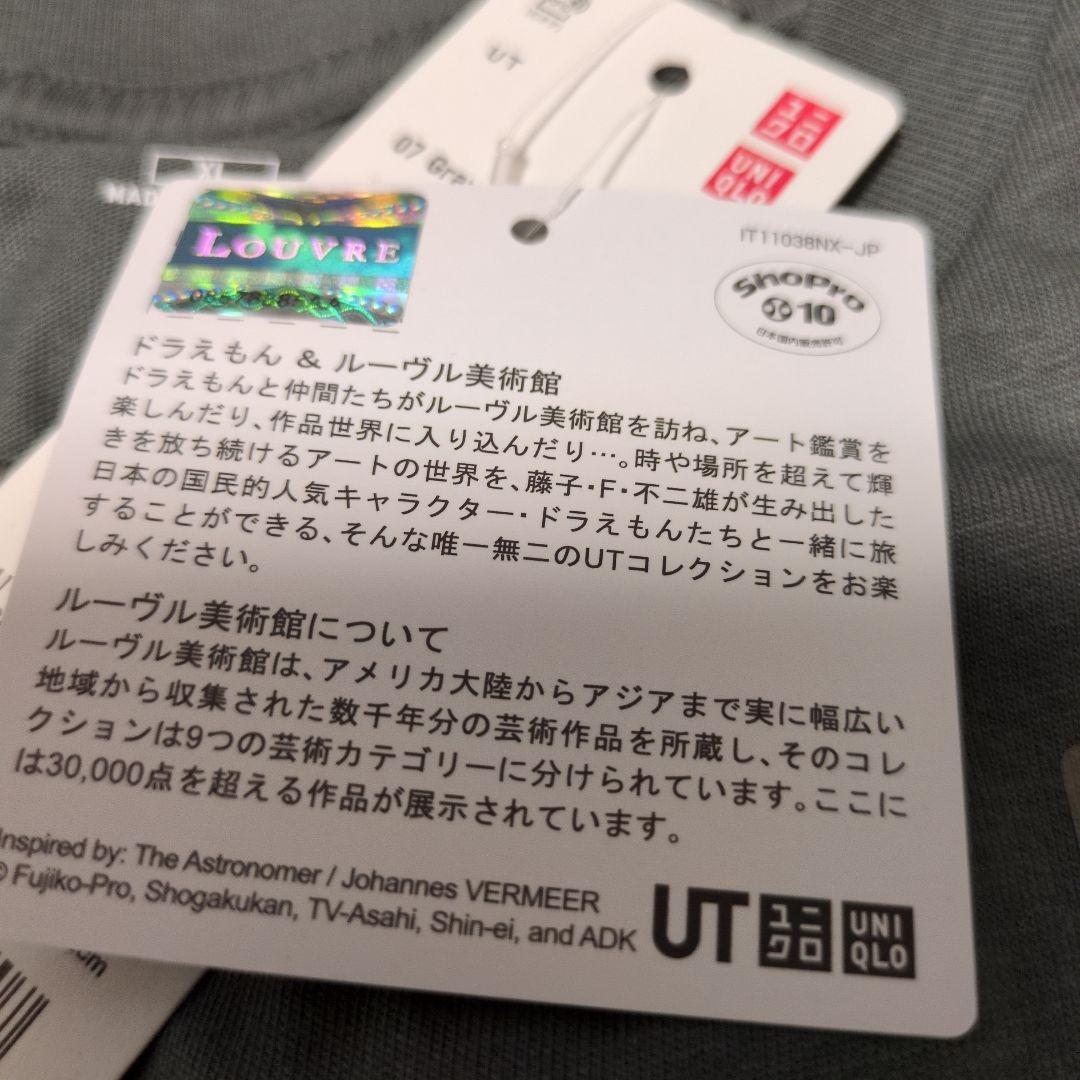 UT
07 Gray
ユニ
クロ
UNI
QLO
XL
LOUVRE
IT11038NX-JP
ShoPro
10
日本国内販売許可
ドラえもん & ルーヴル美術館
ドラえもんと仲間たちがルーヴル美術館を訪ね、アート鑑賞を
楽しんだり、作品世界に入り込んだり…。時や場所を超えて輝
きを放ち続けるアートの世界を、藤子・F・不二雄が生み出した
日本の国民的人気キャラクター・ドラえもんたちと一緒に旅
することができる、そんな唯一無二のUTコレクションをお楽
しみください。
ルーヴル美術館について
ルーヴル美術館は、アメリカ大陸からアジアまで実に幅広い
地域から収集された数千年分の芸術作品を所蔵し、そのコレ
クションは9つの芸術カテゴリーに分けられています。ここに
は30,000点を超える作品が展示されています。
Inspired by: The Astronomer / Johannes VERMEER
© Fujiko-Pro, Shogakukan, TV-Asahi, Shin-ei, and ADK
UT
ユニ
クロ
UNI
QLO